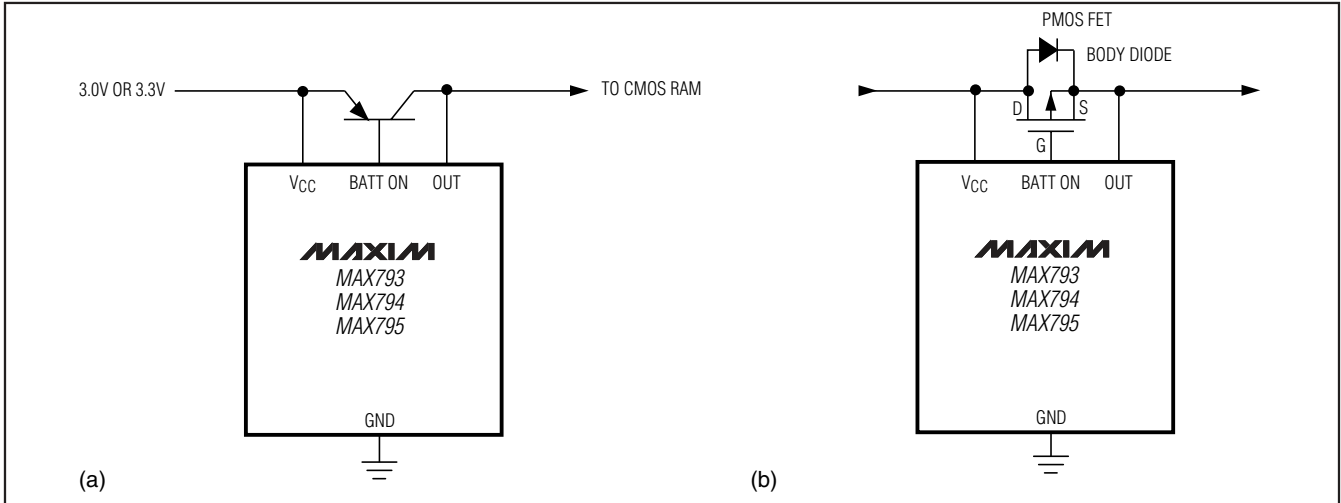 3.0V OR 3.3V
TO CMOS RAM
VCC BATT ON OUT
MAXIM
MAX793
MAX794
MAX795
GND
(a)
PMOS FET
BODY DIODE
D S
G
VCC BATT ON OUT
MAXIM
MAX793
MAX794
MAX795
GND
(b)